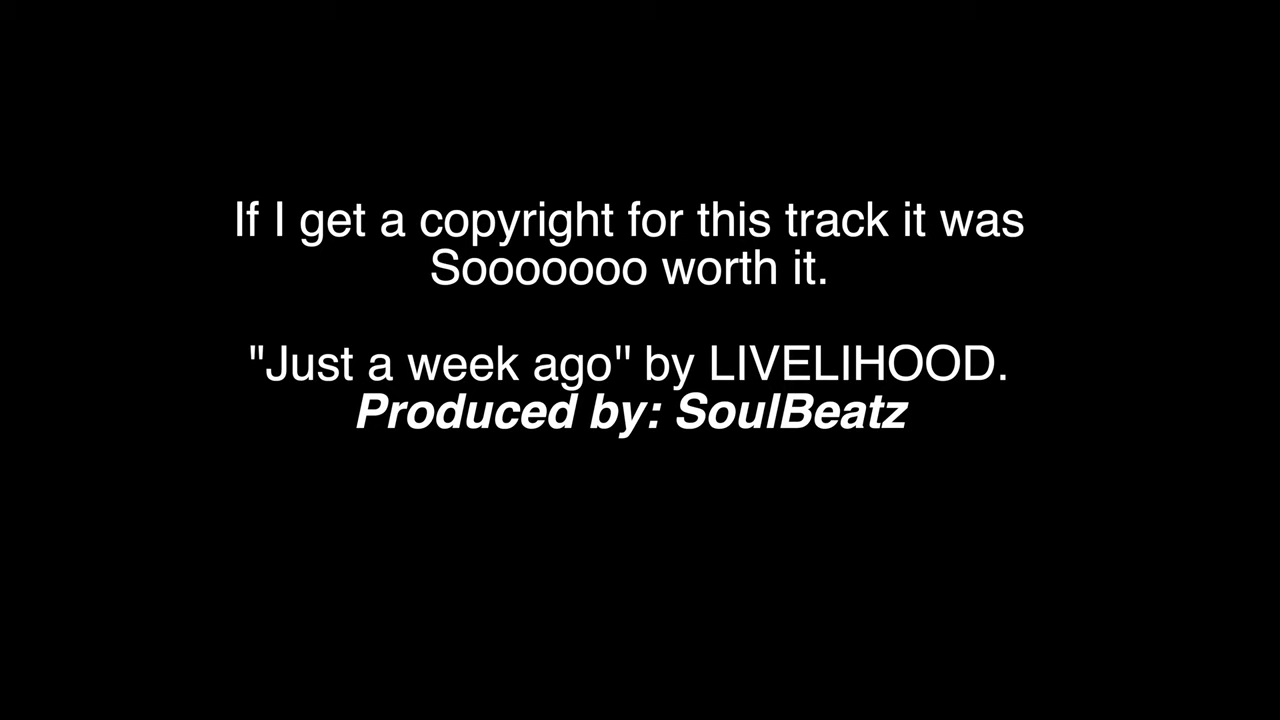 If I get a copyright for this track it was
Sooooooo worth it.
"Just a week ago" by LIVELIHOOD.
Produced by: SoulBeatz